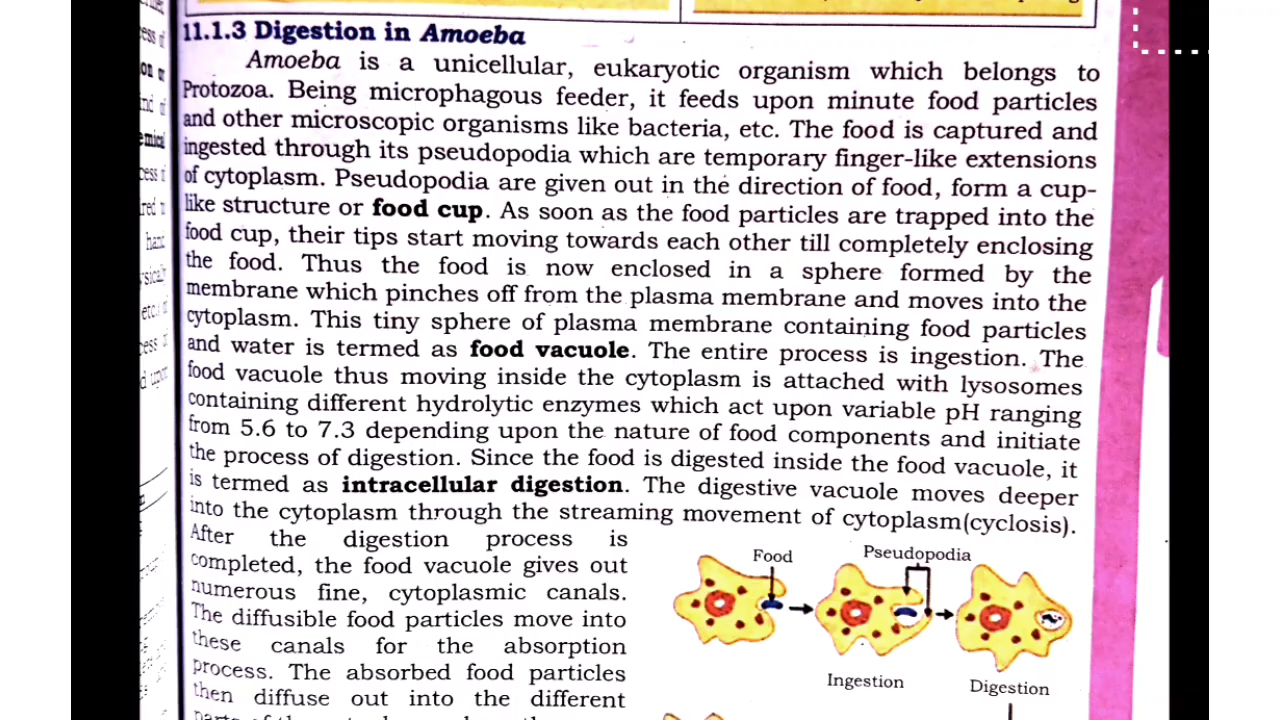 11.1.3 Digestion in Amoeba
Amoeba is a unicellular, eukaryotic organism which belongs to
Protozoa. Being microphagous feeder, it feeds upon minute food particles
and other microscopic organisms like bacteria, etc. The food is captured and
ingested through its pseudopodia which are temporary finger-like extensions
of cytoplasm. Pseudopodia are given out in the direction of food, form a cup-
like structure or food cup. As soon as the food particles are trapped into the
food cup, their tips start moving towards each other till completely enclosing
the food. Thus the food is now enclosed in a sphere formed by the
membrane which pinches off from the plasma membrane and moves into the
cytoplasm. This tiny sphere of plasma membrane containing food particles
and water is termed as food vacuole. The entire process is ingestion. The
food vacuole thus moving inside the cytoplasm is attached with lysosomes
containing different hydrolytic enzymes which act upon variable pH ranging
from 5.6 to 7.3 depending upon the nature of food components and initiate
the process of digestion. Since the food is digested inside the food vacuole, it
is termed as intracellular digestion. The digestive vacuole moves deeper
into the cytoplasm through the streaming movement of cytoplasm(cyclosis).
After the digestion process is
completed, the food vacuole gives out
numerous fine, cytoplasmic canals.
The diffusible food particles move into
these canals for the absorption
process. The absorbed food particles
then diffuse out into the different
Food
Pseudopodia
Ingestion
Digestion